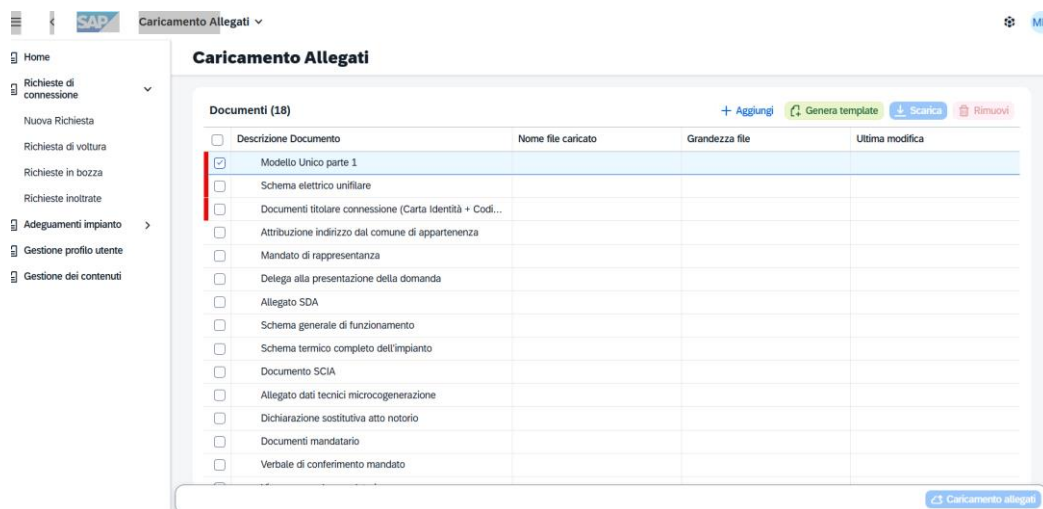 SAP
Caricamento Allegati
Home
Richieste di
connessione
Nuova Richiesta
Richiesta di voltura
Richieste in bozza
Richieste inoltrate
Adeguamenti impianto
Gestione profilo utente
Gestione dei contenuti
Caricamento Allegati
Documenti (18)
+ Aggiungi Genera template Scarica Rimuovi
Descrizione Documento Nome file caricato Grandezza file Ultima modifica
Modello Unico parte 1
Schema elettrico unifilare
Documenti titolare connessione (Carta Identità + Codi...
Attribuzione indirizzo dal comune di appartenenza
Mandato di rappresentanza
Delega alla presentazione della domanda
Allegato SDA
Schema generale di funzionamento
Schema termico completo dell'impianto
Documento SCIA
Allegato dati tecnici microcogenerazione
Dichiarazione sostitutiva atto notorio
Documenti mandatario
Verbale di conferimento mandato
Caricamento allegati